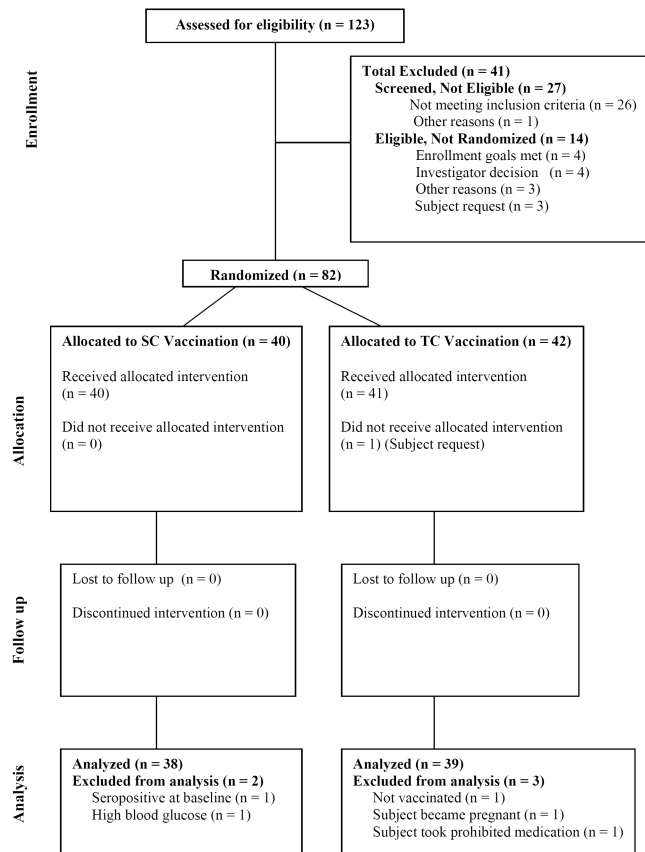 Assessed for eligibility (n = 123)
Enrollment
Total Excluded (n = 41)
Screened, Not Eligible (n = 27)
Not meeting inclusion criteria (n = 26)
Other reasons (n = 1)
Eligible, Not Randomized (n = 14)
Enrollment goals met (n = 4)
Investigator decision (n = 4)
Other reasons (n = 3)
Subject request (n = 3)
Randomized (n = 82)
Allocation
Allocated to SC Vaccination (n = 40)
Received allocated intervention
(n = 40)
Did not receive allocated intervention
(n = 0)
Allocated to TC Vaccination (n = 42)
Received allocated intervention
(n = 41)
Did not receive allocated intervention
(n = 1) (Subject request)
Follow up
Lost to follow up (n = 0)
Discontinued intervention (n = 0)
Lost to follow up (n = 0)
Discontinued intervention (n = 0)
Analysis
Analyzed (n = 38)
Excluded from analysis (n = 2)
Seropositive at baseline (n = 1)
High blood glucose (n = 1)
Analyzed (n = 39)
Excluded from analysis (n = 3)
Not vaccinated (n = 1)
Subject became pregnant (n = 1)
Subject took prohibited medication (n = 1)